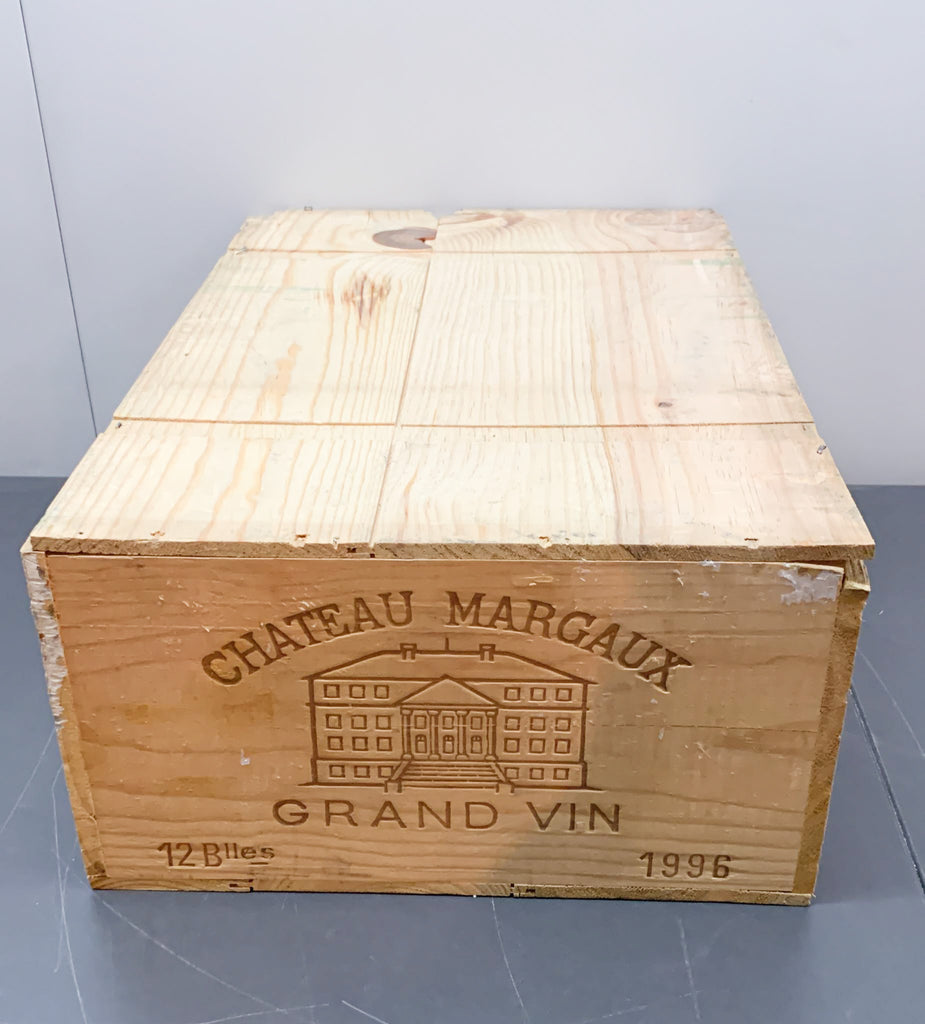 CHATEAU MARGAUX
GRAND VIN
12 Blles
1996